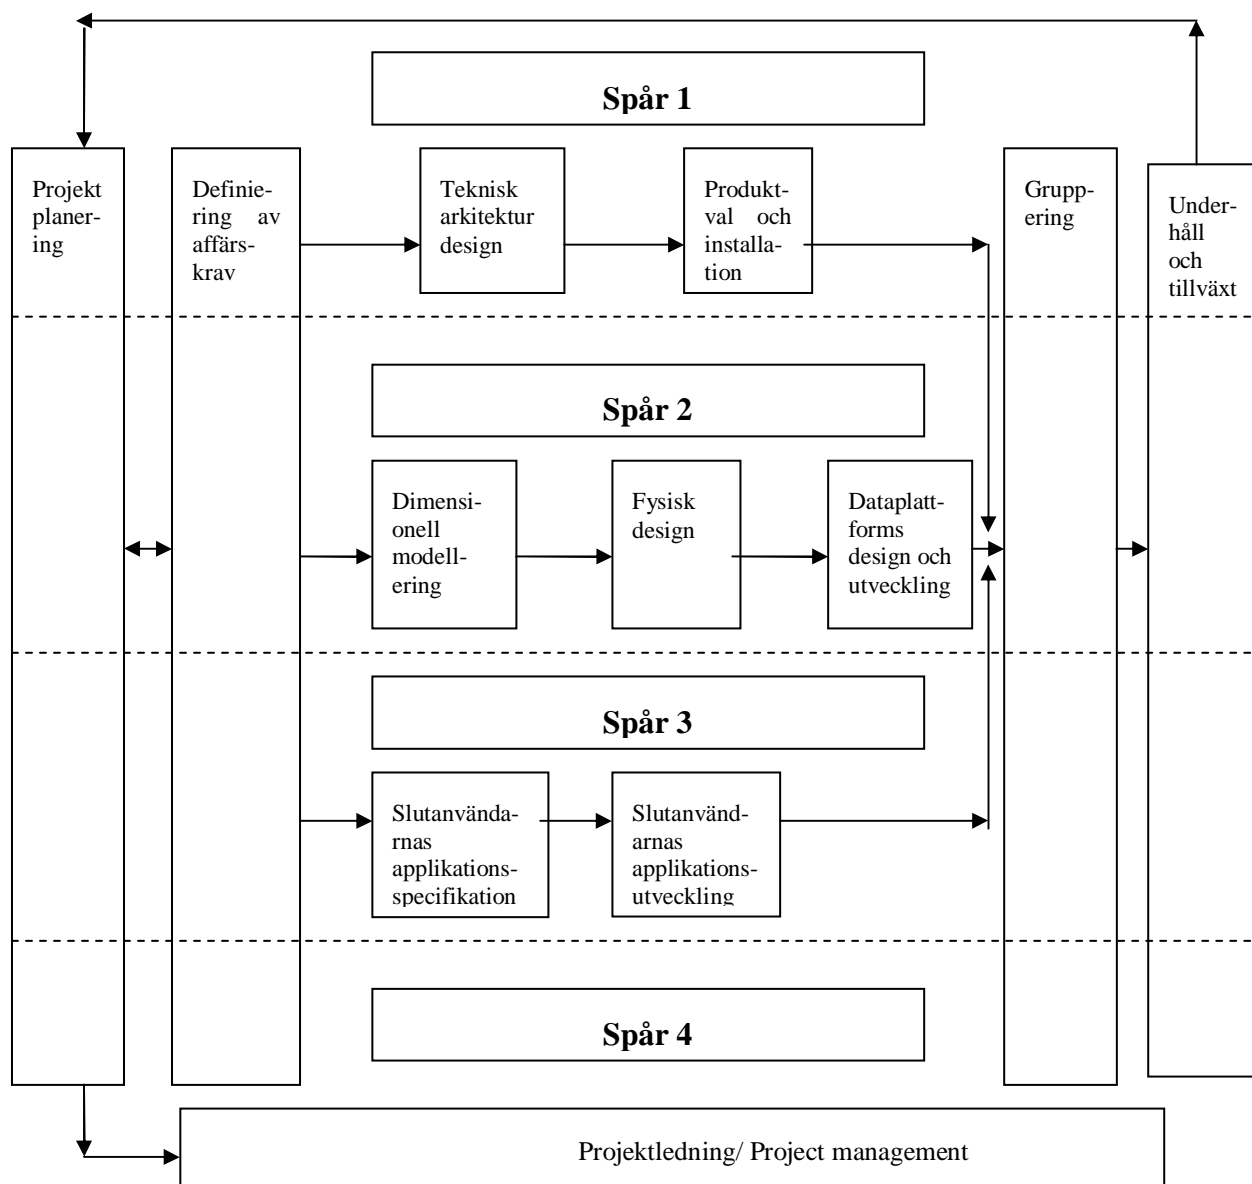 Spår 1
Projekt
planer-
ing
Definie-
ring av
affärs-
krav
Teknisk
arkitektur
design
Produkt-
val och
installa-
tion
Grupp-
ering
Under-
håll
och
tillväxt
Spår 2
Dimensi-
onell
modell-
ering
Fysisk
design
Dataplatt-
forms
design och
utveckling
Spår 3
Slutanvända-
rnas
applikations-
specifikation
Slutanvänd-
arnas
applikations-
utveckling
Spår 4
Projektledning/ Project management